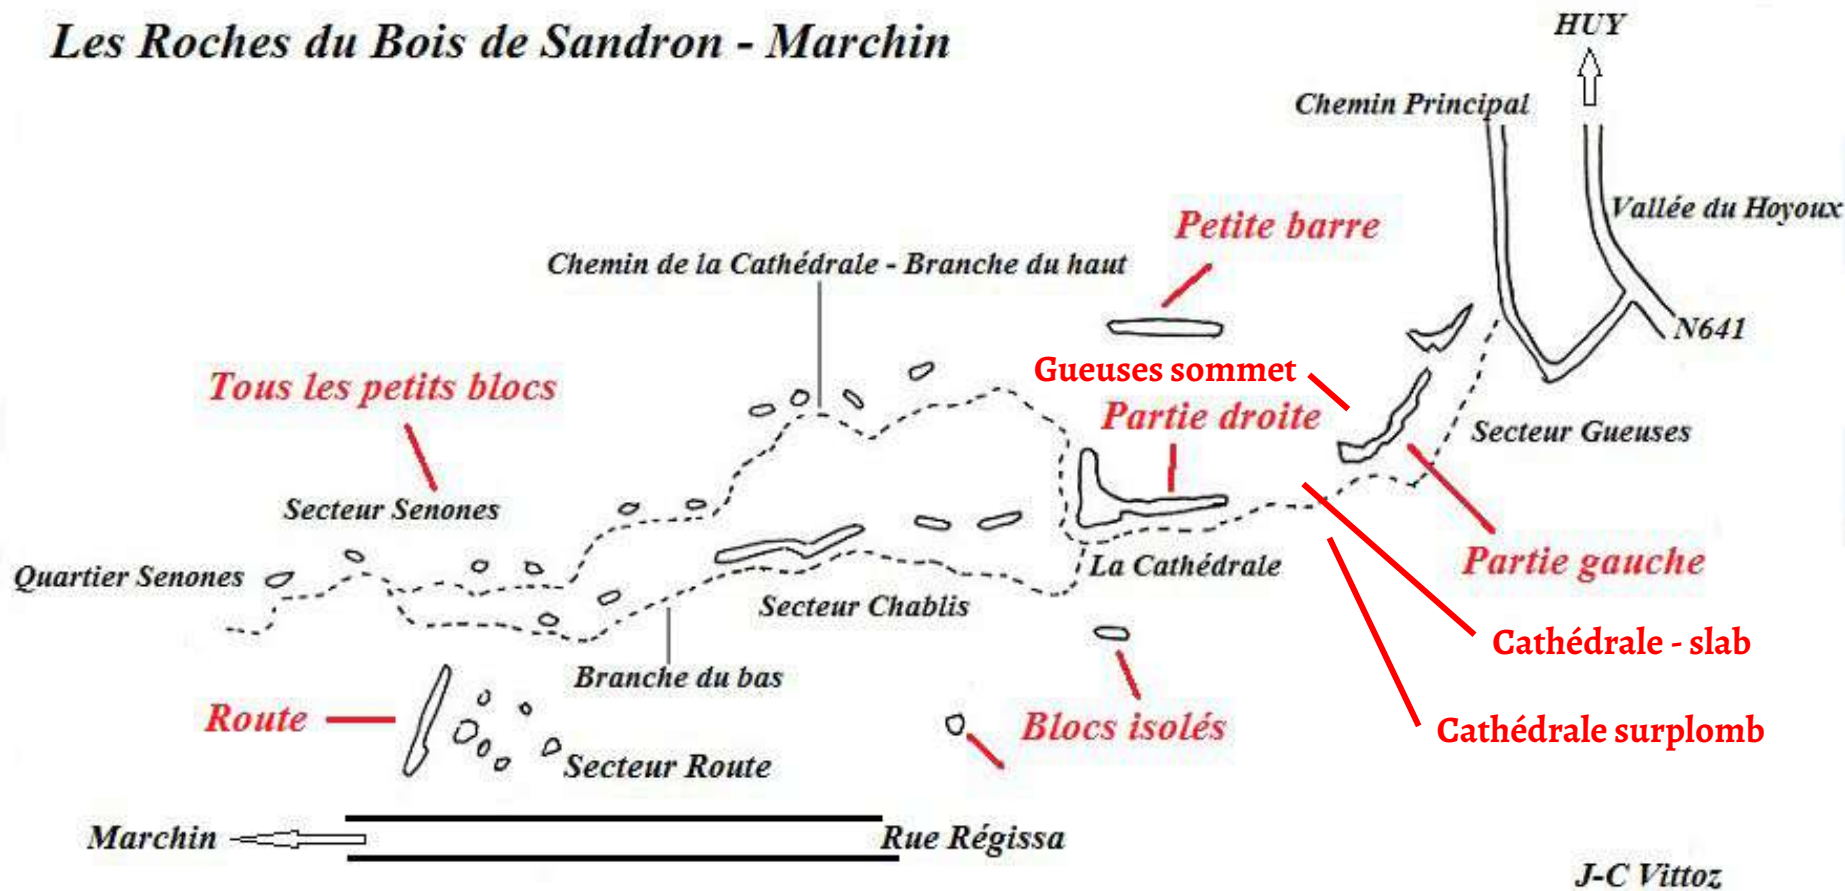 HUY
Les Roches du Bois de Sandron - Marchin
Chemin Principal
Vallée du Hoyoux
Petite barre
Chemin de la Cathédrale - Branche du haut
N641
Gueuses sommet
Tous les petits blocs
Partie droite
Secteur Gueuses
Secteur Senones
Partie gauche
La Cathédrale
Quartier Senones
Secteur Chablis
Cathédrale - slab
Branche du bas
Route
Blocs isolés
Cathédrale surplomb
Secteur Route
Marchin
Rue Régissa
J-C Vittoz